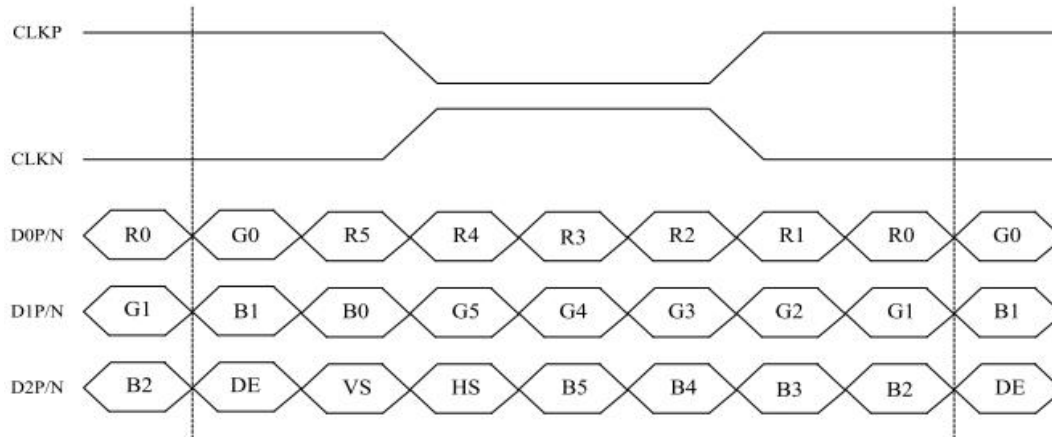 CLKP
CLKN
D0P/N R0 G0 R5 R4 R3 R2 R1 R0 G0
D1P/N G1 B1 B0 G5 G4 G3 G2 G1 B1
D2P/N B2 DE VS HS B5 B4 B3 B2 DE